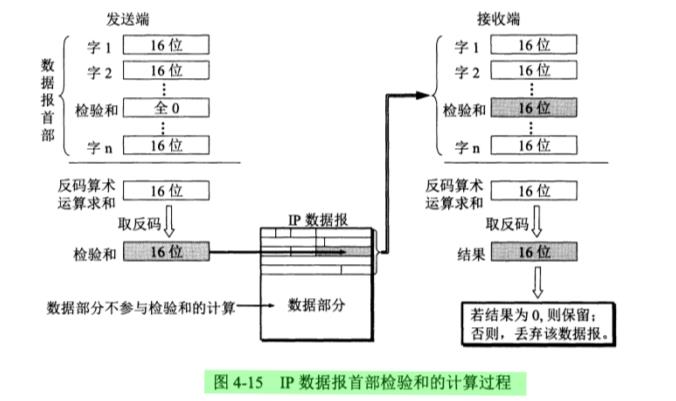 发送端
数据报首部
字 1 16 位
字 2 16 位
检验和 全 0
字 n 16 位
反码算术
运算求和 16 位
取反码
检验和 16 位
数据部分不参与检验和的计算
IP 数据报
数据部分
接收端
字 1 16 位
字 2 16 位
检验和 16 位
字 n 16 位
反码算术
运算求和 16 位
取反码
结果 16 位
若结果为 0, 则保留;
否则，丢弃该数据报。
图 4-15 IP 数据报首部检验和的计算过程